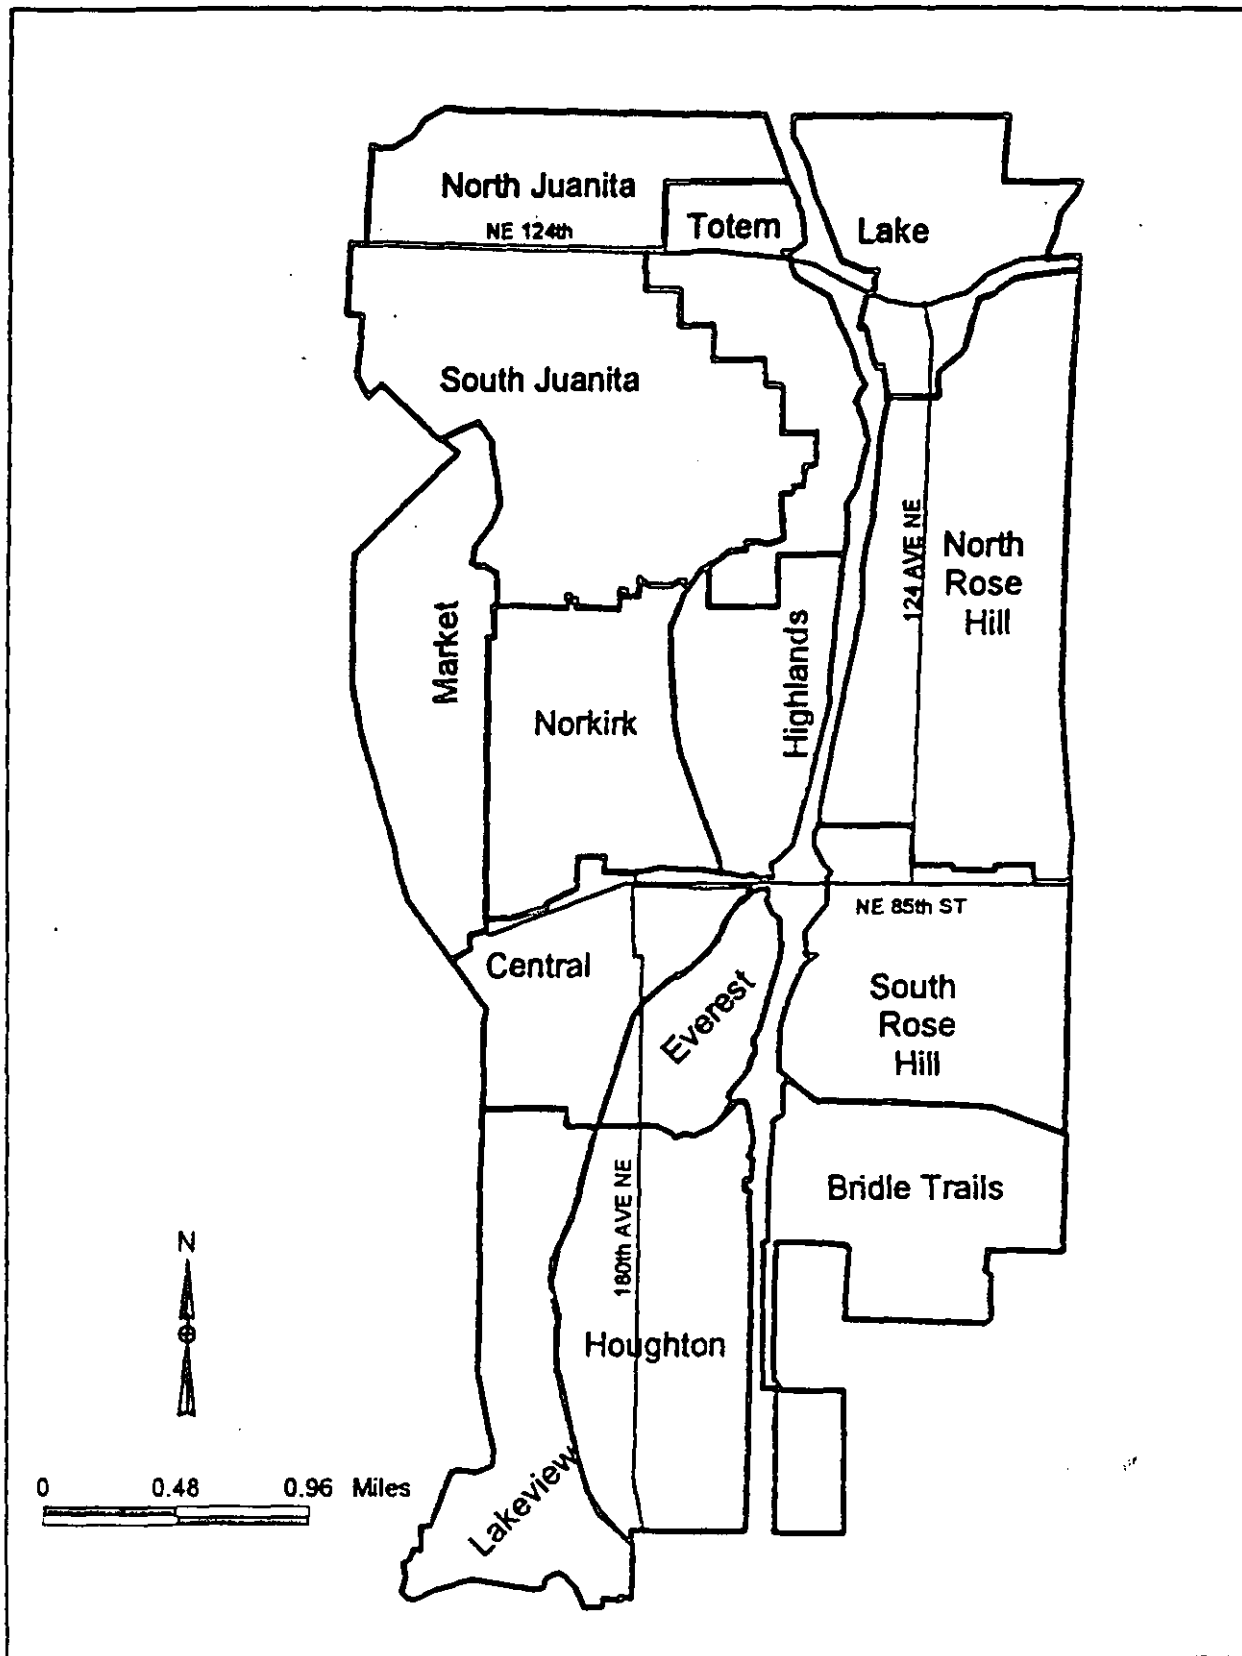 North Juanita
NE 124th
Totem
Lake
South Juanita
124 AVE NE
North
Rose
Hill
Market
Highlands
Norkirk
NE 85th ST
Central
Everest
South
Rose
Hill
180th AVE NE
Bridle Trails
N
Houghton
0 0.48 0.96 Miles
Lakeview